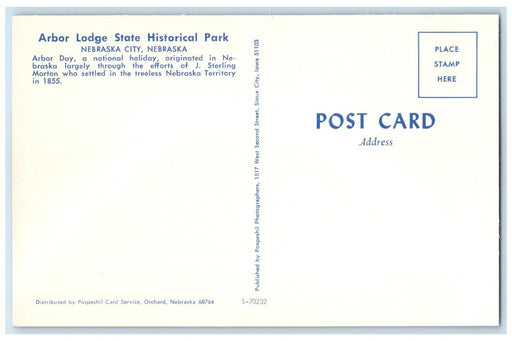 Arbor Lodge State Historical Park
NEBRASKA CITY, NEBRASKA
Arbor Day, a national holiday, originated in Ne-
braska largely through the efforts of J. Sterling
Morton who settled in the treeless Nebraska Territory
in 1855.
Distributed by Pospeshil Card Service, Orchard, Nebraska 68764
S-70232
Published by Pospeshil Photographers, 1517 West Second Street, Sioux City, Iowa 51103
PLACE
STAMP
HERE
POST CARD
Address